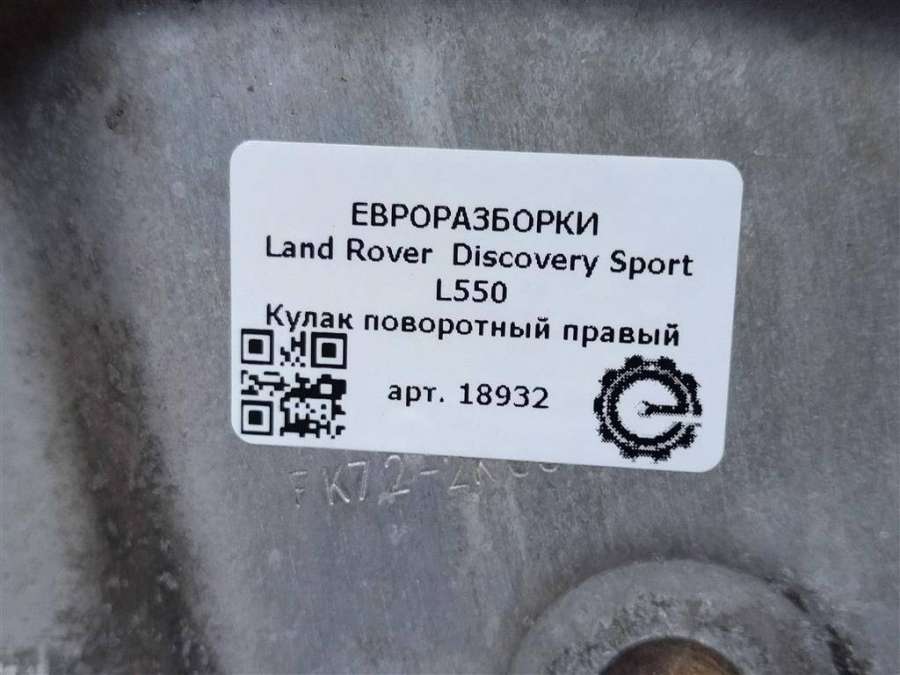 ЕВРОРАЗБОРКИ
Land Rover Discovery Sport
L550
Кулак поворотный правый
арт. 18932